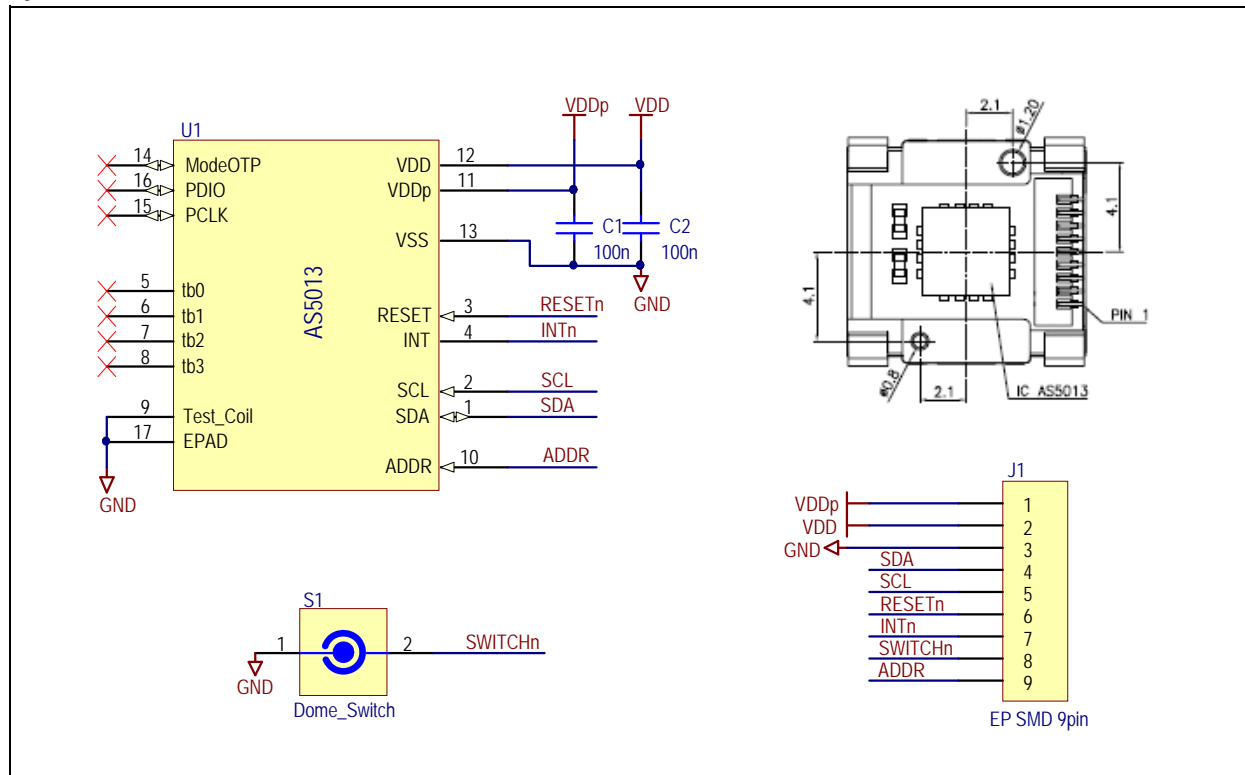 U1
AS5013
14 ModeOTP
16 PDIO
15 PCLK
5 tb0
6 tb1
7 tb2
8 tb3
9 Test_Coil
17 EPAD
GND
VDDp VDD
VDD 12
VDDp 11
VSS 13
C1 C2
100n 100n
GND
RESET 3 RESETn
INT 4 INTn
SCL 2 SCL
SDA 1 SDA
ADDR 10 ADDR
2.1
ø1.20
4.1
4.1
PIN 1
ø0.8
2.1
IC AS5013
S1
1 2 SWITCHn
GND
Dome_Switch
J1
VDDp 1
VDD 2
GND 3
SDA 4
SCL 5
RESETn 6
INTn 7
SWITCHn 8
ADDR 9
EP SMD 9pin